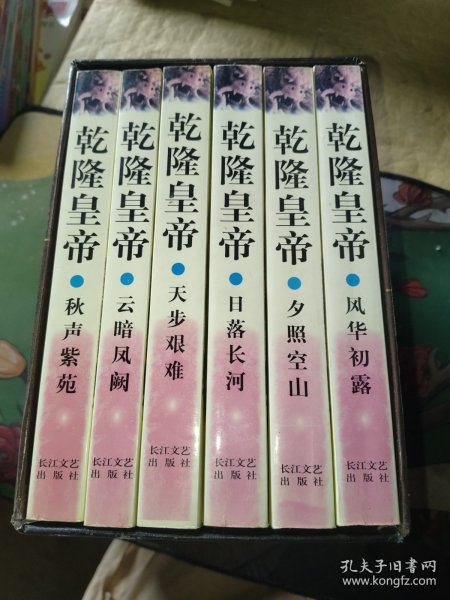 乾隆皇帝
秋声紫苑
长江文艺
出版社
乾隆皇帝
云暗凤阙
长江文艺
出版社
乾隆皇帝
天步艰难
长江文艺
出版社
乾隆皇帝
日落长河
长江文艺
出版社
乾隆皇帝
夕照空山
长江文艺
出版社
乾隆皇帝
风华初露
长江文艺
出版社
孔夫子旧书网
www.kongfz.com